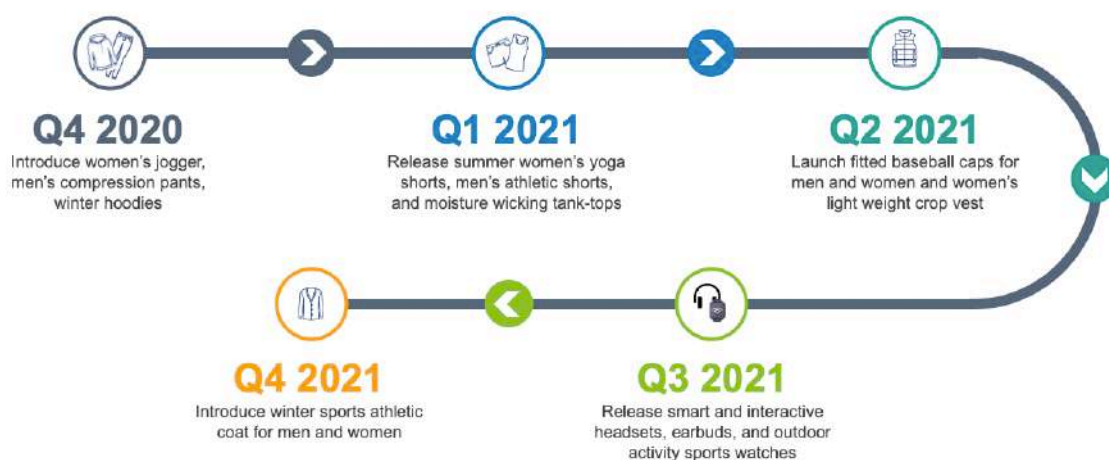 Q4 2020
Introduce women's jogger,
men's compression pants,
winter hoodies
Q1 2021
Release summer women's yoga
shorts, men's athletic shorts,
and moisture wicking tank-tops
Q2 2021
Launch fitted baseball caps for
men and women and women's
light weight crop vest
Q3 2021
Release smart and interactive
headsets, earbuds, and outdoor
activity sports watches
Q4 2021
Introduce winter sports athletic
coat for men and women